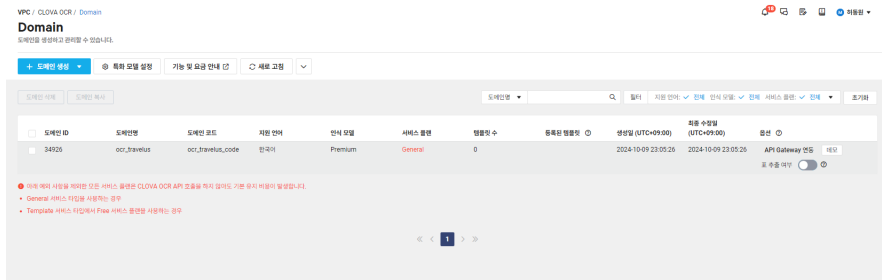 VPC / CLOVA OCR / Domain
16
허동원
Domain
도메인을 생성하고 관리할 수 있습니다.
+ 도메인 생성
특화 모델 설정
기능 및 요금 안내
새로 고침
도메인 삭제
도메인 복사
도메인명
필터
지원 언어: 전체 인식 모델: 전체 서비스 플랜: 전체
초기화
도메인 ID 도메인명 도메인 코드 지원 언어 인식 모델 서비스 플랜 템플릿 수 등록된 템플릿 생성일 (UTC+09:00) 최종 수정일 (UTC+09:00) 옵션
34926 ocr_travelus ocr_travelus_code 한국어 Premium General 0 2024-10-09 23:05:26 2024-10-09 23:05:26 API Gateway 연동 메모
표 추출 여부
아래 예외 사항을 제외한 모든 서비스 플랜은 CLOVA OCR API 호출을 하지 않아도 기본 유지 비용이 발생합니다.
• General 서비스 타입을 사용하는 경우
• Template 서비스 타입에서 Free 서비스 플랜을 사용하는 경우
« < 1 > »